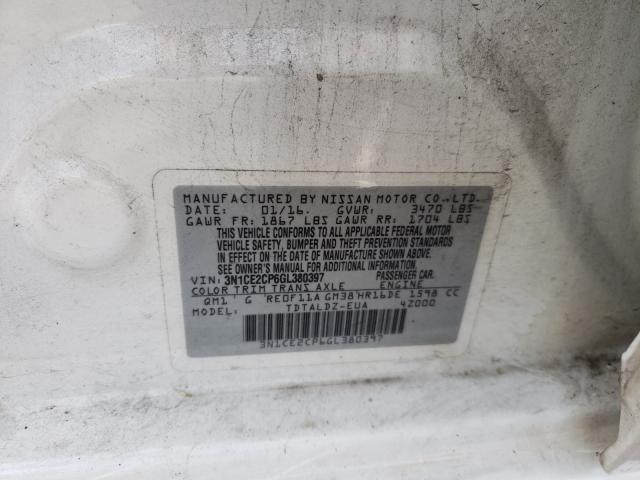 MANUFACTURED BY NISSAN MOTOR CO.,LTD.
DATE: 01/16. GVWR: 3470 LBS
GAWR FR: 1867 LBS GAWR RR: 1704 LBS
THIS VEHICLE CONFORMS TO ALL APPLICABLE FEDERAL MOTOR
VEHICLE SAFETY, BUMPER AND THEFT PREVENTION STANDARDS
IN EFFECT ON THE DATE OF MANUFACTURE SHOWN ABOVE.
SEE OWNER'S MANUAL FOR ADDITIONAL INFORMATION.
VIN: 3N1CE2CP6GL380397 PASSENGER CAR.
COLOR TRIM TRANS AXLE ENGINE
QM1 G RE0F11A GM38 HR16DE 1598 CC
MODEL: TDTALDZ-EUA 4Z000
3N1CE2CP6GL380397